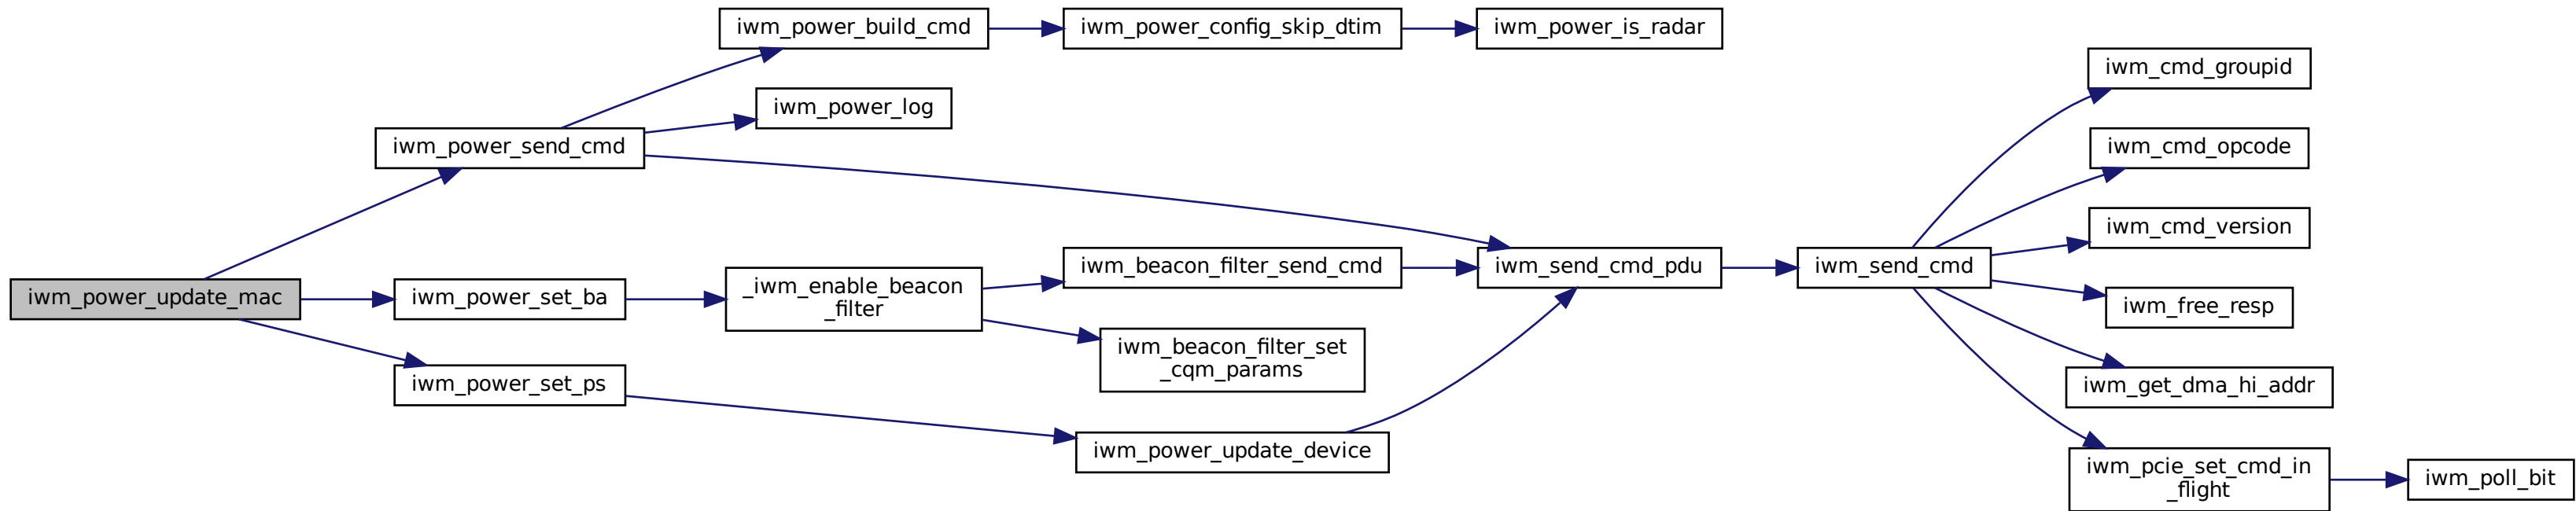 iwm_power_update_mac
iwm_power_send_cmd
iwm_power_build_cmd
iwm_power_config_skip_dtim
iwm_power_is_radar
iwm_power_log
iwm_power_set_ba
_iwm_enable_beacon
_filter
iwm_beacon_filter_send_cmd
iwm_beacon_filter_set
_cqm_params
iwm_power_set_ps
iwm_power_update_device
iwm_send_cmd_pdu
iwm_send_cmd
iwm_cmd_groupid
iwm_cmd_opcode
iwm_cmd_version
iwm_free_resp
iwm_get_dma_hi_addr
iwm_pcie_set_cmd_in
_flight
iwm_poll_bit